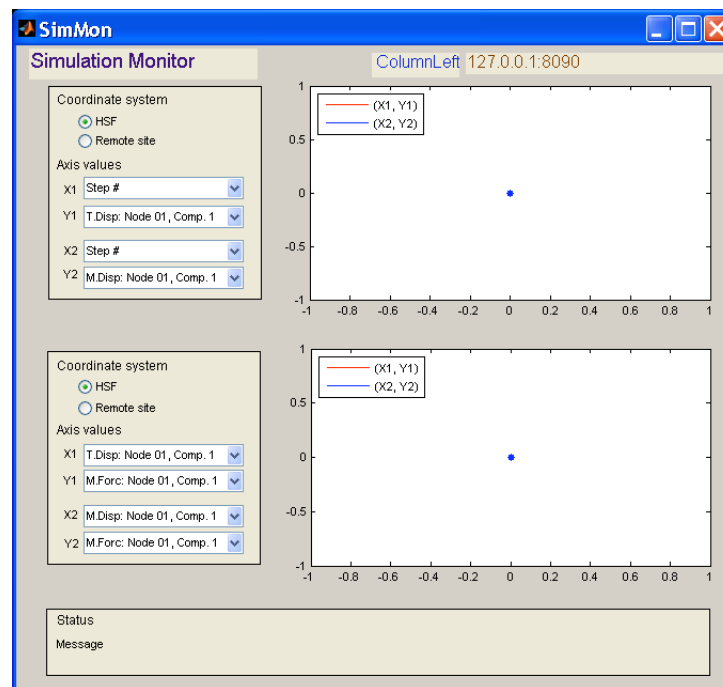 SimMon
Simulation Monitor
ColumnLeft 127.0.0.1:8090
Coordinate system
HSF
Remote site
Axis values
X1 Step #
Y1 T.Disp: Node 01, Comp. 1
X2 Step #
Y2 M.Disp: Node 01, Comp. 1
1
0.5
0
-0.5
-1
(X1, Y1)
(X2, Y2)
-1 -0.8 -0.6 -0.4 -0.2 0 0.2 0.4 0.6 0.8 1
Coordinate system
HSF
Remote site
Axis values
X1 T.Disp: Node 01, Comp. 1
Y1 M.Forc: Node 01, Comp. 1
X2 M.Disp: Node 01, Comp. 1
Y2 M.Forc: Node 01, Comp. 1
1
0.5
0
-0.5
-1
(X1, Y1)
(X2, Y2)
-1 -0.8 -0.6 -0.4 -0.2 0 0.2 0.4 0.6 0.8 1
Status
Message